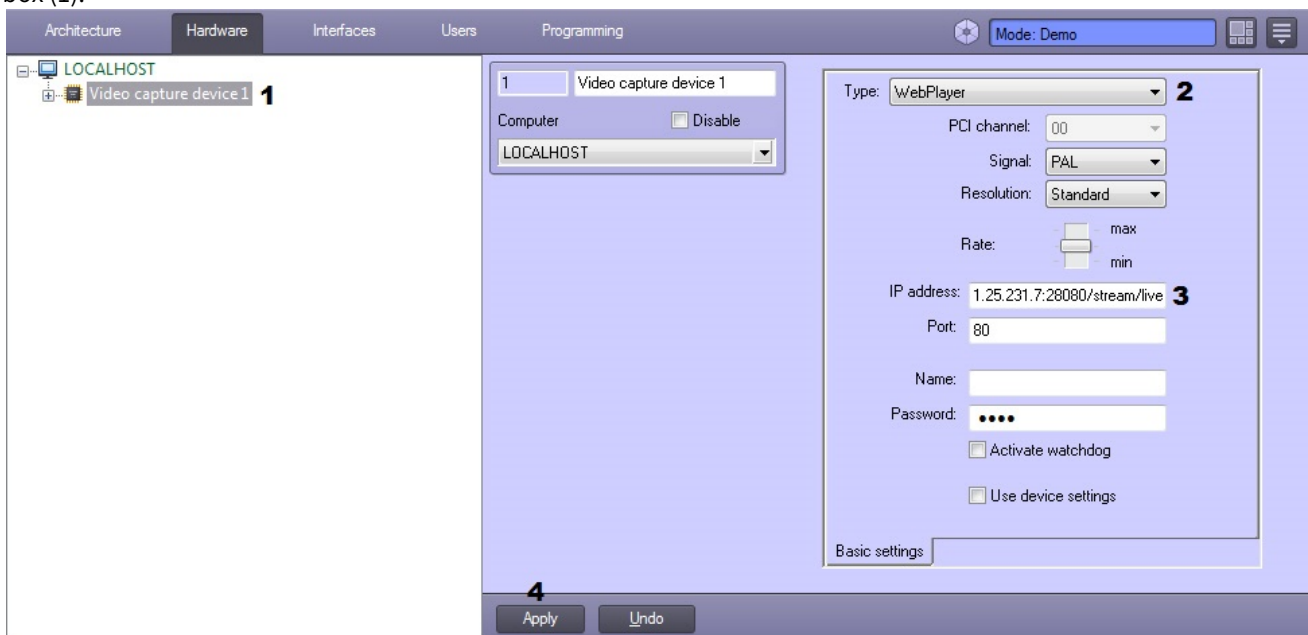 box (2).
Architecture Hardware Interfaces Users Programming Mode: Demo
LOCALHOST
Video capture device 1 1
1 Video capture device 1
Computer Disable
LOCALHOST
Type: WebPlayer 2
PCI channel: 00
Signal: PAL
Resolution: Standard
Rate: max
min
IP address: 1.25.231.7:28080/stream/live 3
Port: 80
Name:
Password: ••••
Activate watchdog
Use device settings
Basic settings
4
Apply Undo